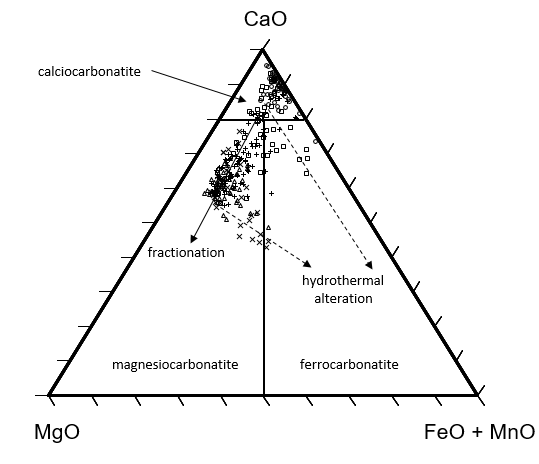 CaO
calciocarbonatite
fractionation
hydrothermal
alteration
magnesiocarbonatite
ferrocarbonatite
MgO
FeO + MnO